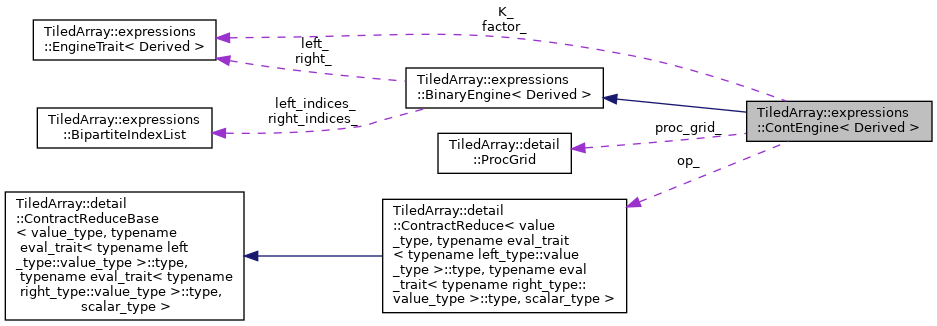 TiledArray::expressions
::EngineTrait< Derived >
K_
factor_
left_
right_
TiledArray::expressions
::BinaryEngine< Derived >
TiledArray::expressions
::ContEngine< Derived >
TiledArray::expressions
::BipartiteIndexList
left_indices_
right_indices_
TiledArray::detail
::ProcGrid
proc_grid_
op_
TiledArray::detail
::ContractReduceBase
< value_type, typename
eval_trait< typename left
_type::value_type >::type,
typename eval_trait< typename
right_type::value_type >::type,
scalar_type >
TiledArray::detail
::ContractReduce< value
_type, typename eval_trait
< typename left_type::value
_type >::type, typename eval
_trait< typename right_type::
value_type >::type, scalar_type >